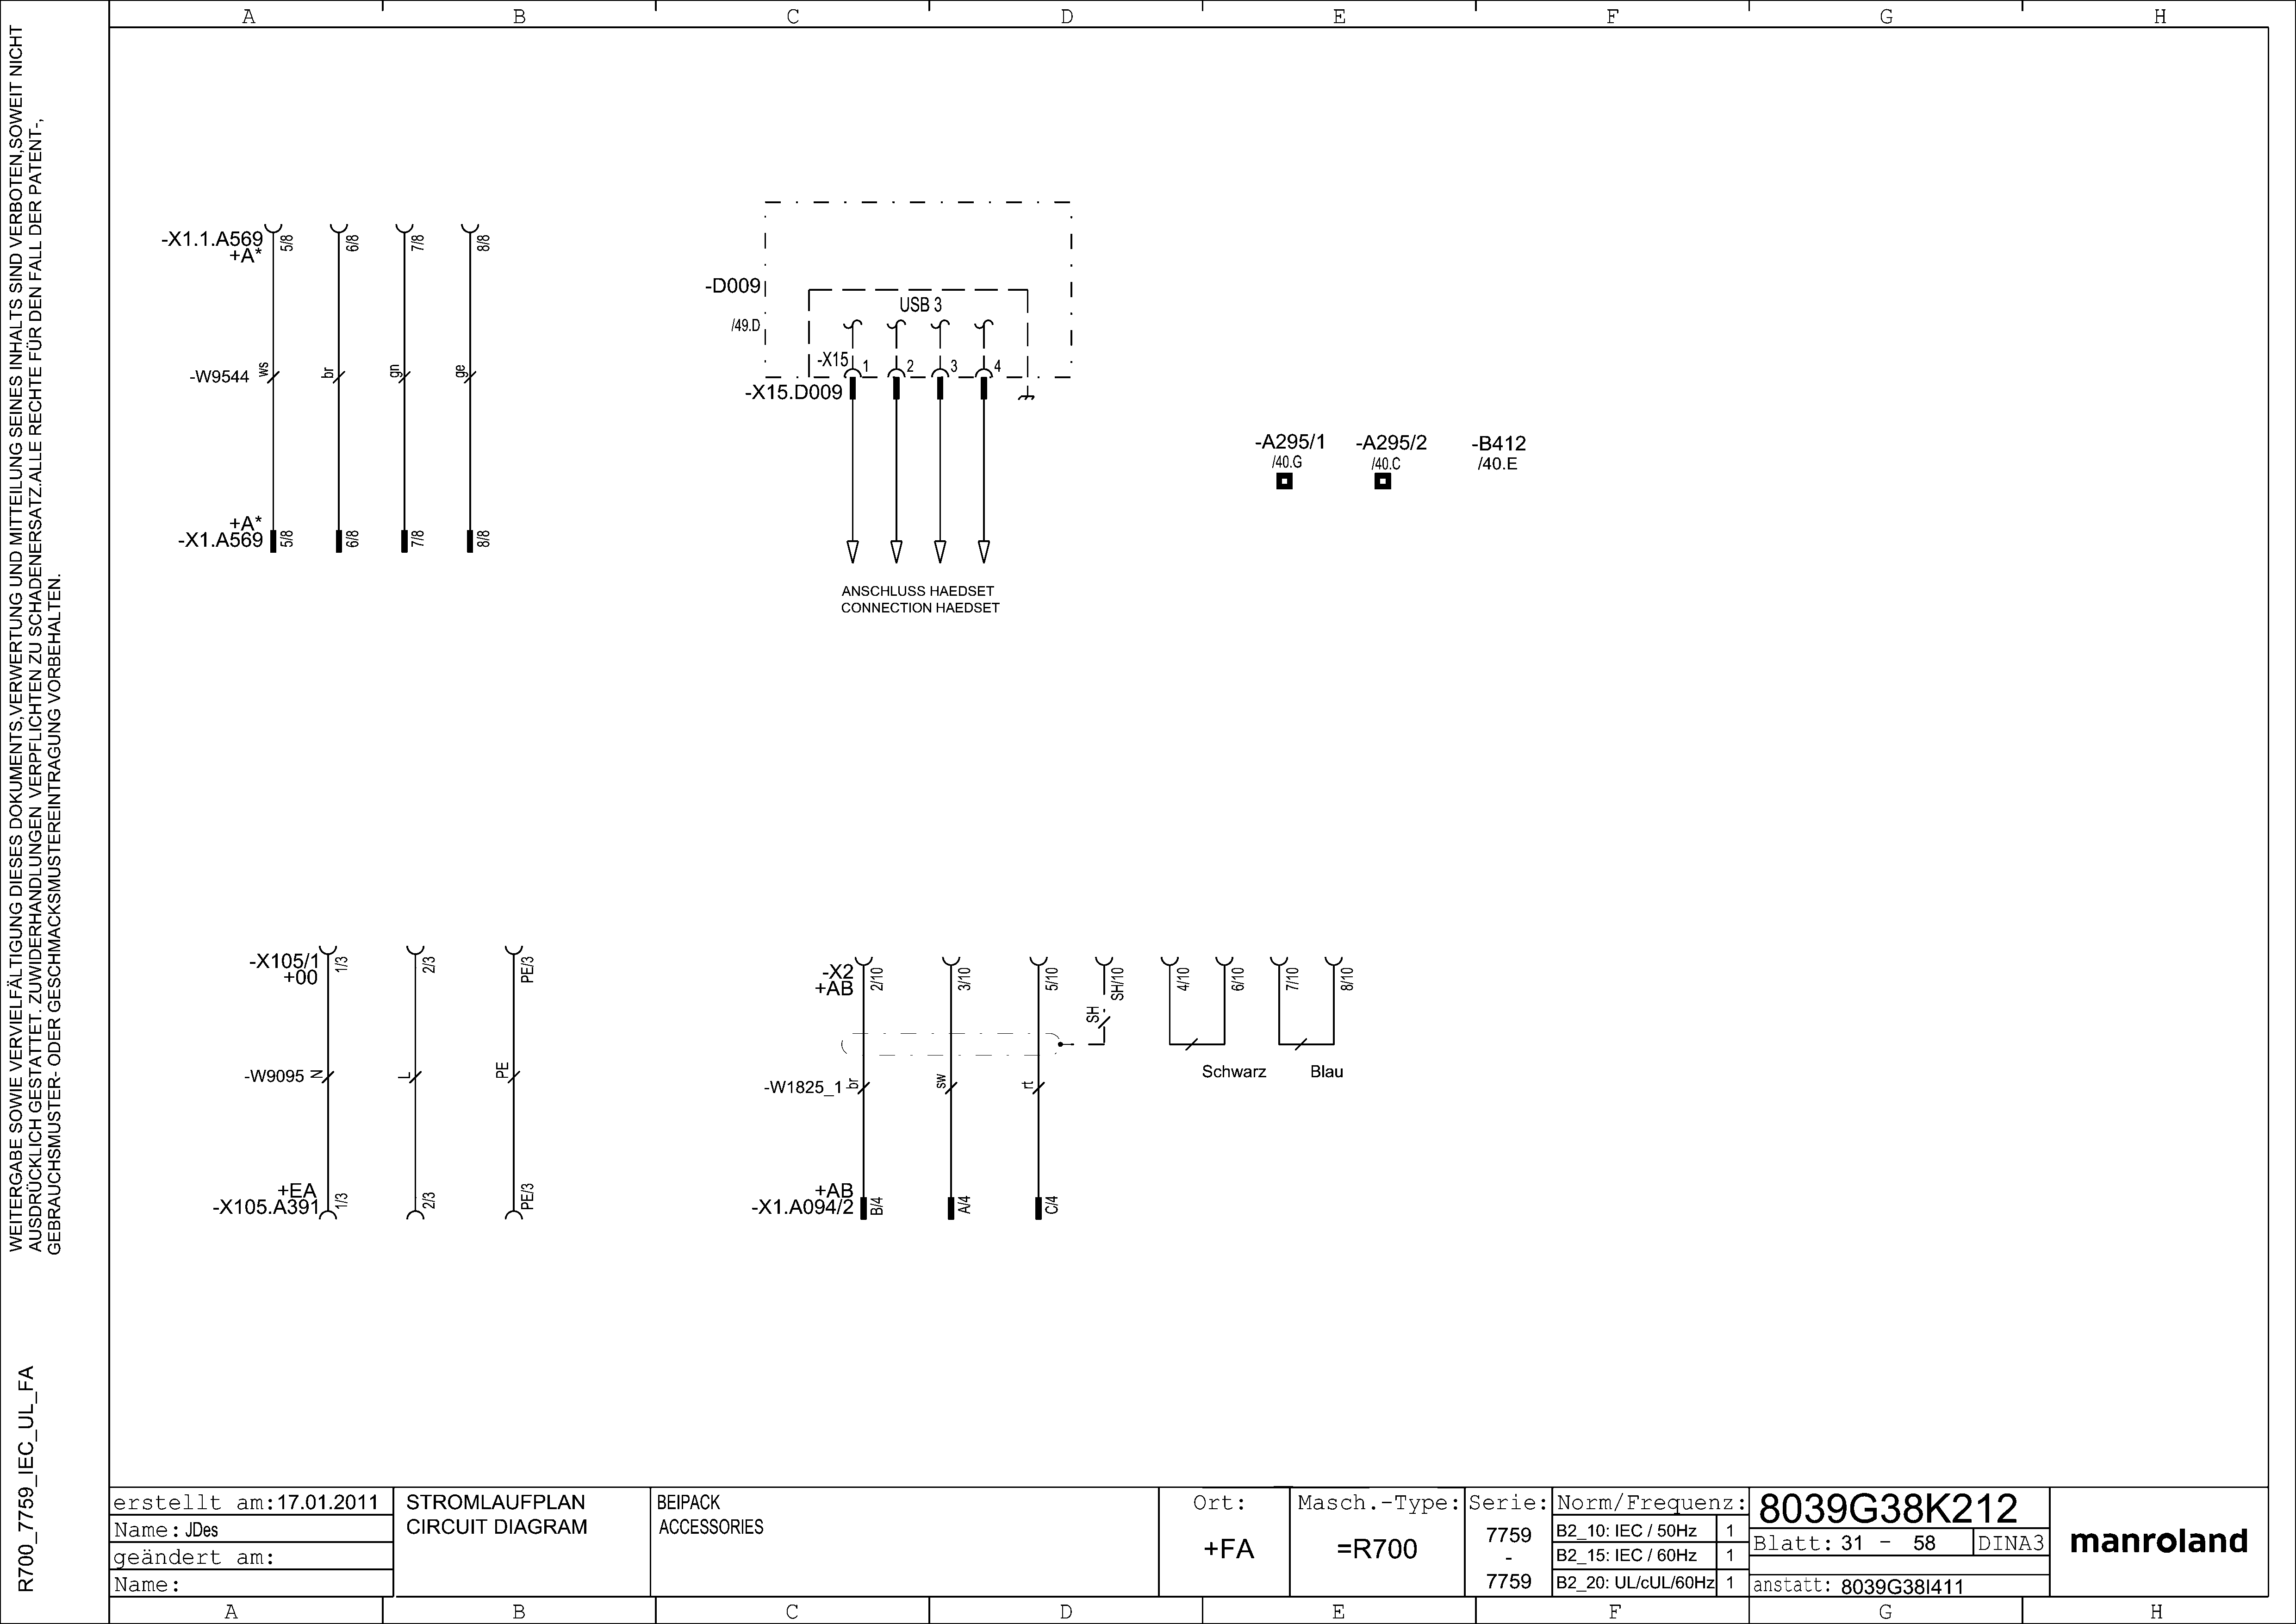 A B C D E F G H
WEITERGABE SOWIE VERVIELFÄLTIGUNG DIESES DOKUMENTS,VERWERTUNG UND MITTEILUNG SEINES INHALTS SIND VERBOTEN,SOWEIT NICHT
AUSDRÜCKLICH GESTATTET. ZUWIDERHANDLUNGEN VERPFLICHTEN ZU SCHADENERSATZ.ALLE RECHTE FÜR DEN FALL DER PATENT-,
GEBRAUCHSMUSTER- ODER GESCHMACKSMUSTEREINTRAGUNG VORBEHALTEN.
R700_7759_IEC_UL_FA
-X1.1.A569 5/8 6/8 7/8 8/8
+A*
-W9544 ws br gn ge
+A*
-X1.A569 5/8 6/8 7/8 8/8
-D009
USB 3
/49.D
-X15 1 2 3 4
-X15.D009
ANSCHLUSS HAEDSET
CONNECTION HAEDSET
-A295/1 -A295/2 -B412
/40.G /40.C /40.E
-X105/1 1/3 2/3 PE/3
+00
-W9095 N L PE
+EA
-X105.A391 1/3 2/3 PE/3
-X2 2/10 3/10 5/10 SH/10 4/10 6/10 7/10 8/10
+AB
SH
Schwarz Blau
-W1825_1 br sw rt
+AB
-X1.A094/2 B/4 A/4 C/4
erstellt am:17.01.2011
Name: JDes
geändert am:
Name:
STROMLAUFPLAN
CIRCUIT DIAGRAM
BEIPACK
ACCESSORIES
Ort:
+FA
Masch.-Type:
=R700
Serie:
7759
-
7759
Norm/Frequenz:
B2_10: IEC / 50Hz 1
B2_15: IEC / 60Hz 1
B2_20: UL/cUL/60Hz 1
8039G38K212
Blatt: 31 - 58 DINA3
anstatt: 8039G38I411
manroland
A B C D E F G H